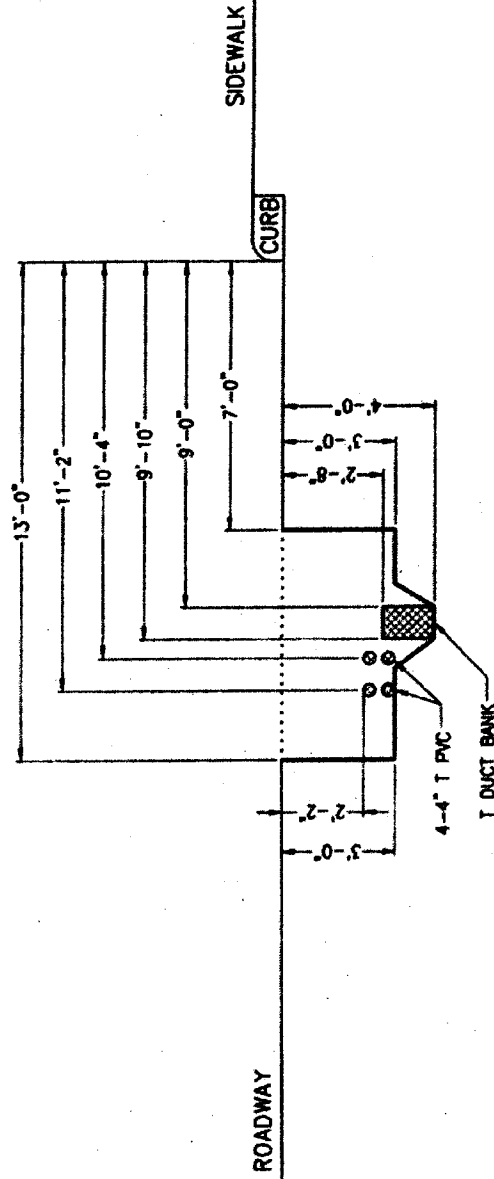 SIDEWALK
CURB
13'-0"
11'-2"
10'-4"
9'-10"
9'-0"
7'-0"
4'-0"
3'-0"
2'-8"
2'-2"
3'-0"
ROADWAY
4-4" T PVC
T DUCT BANK